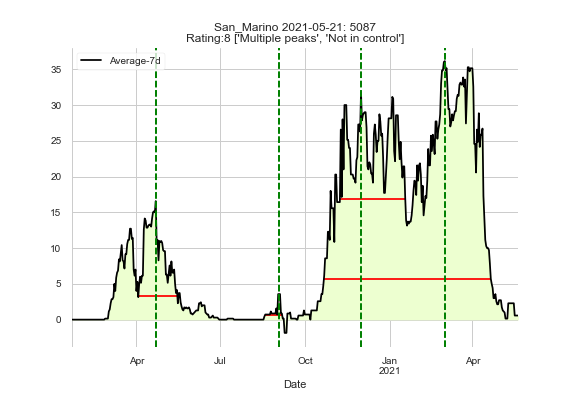 San_Marino 2021-05-21: 5087
Rating:8 ['Multiple peaks', 'Not in control']
Average-7d
35
30
25
20
15
10
5
0
Apr
Jul
Oct
Jan
2021
Apr
Date